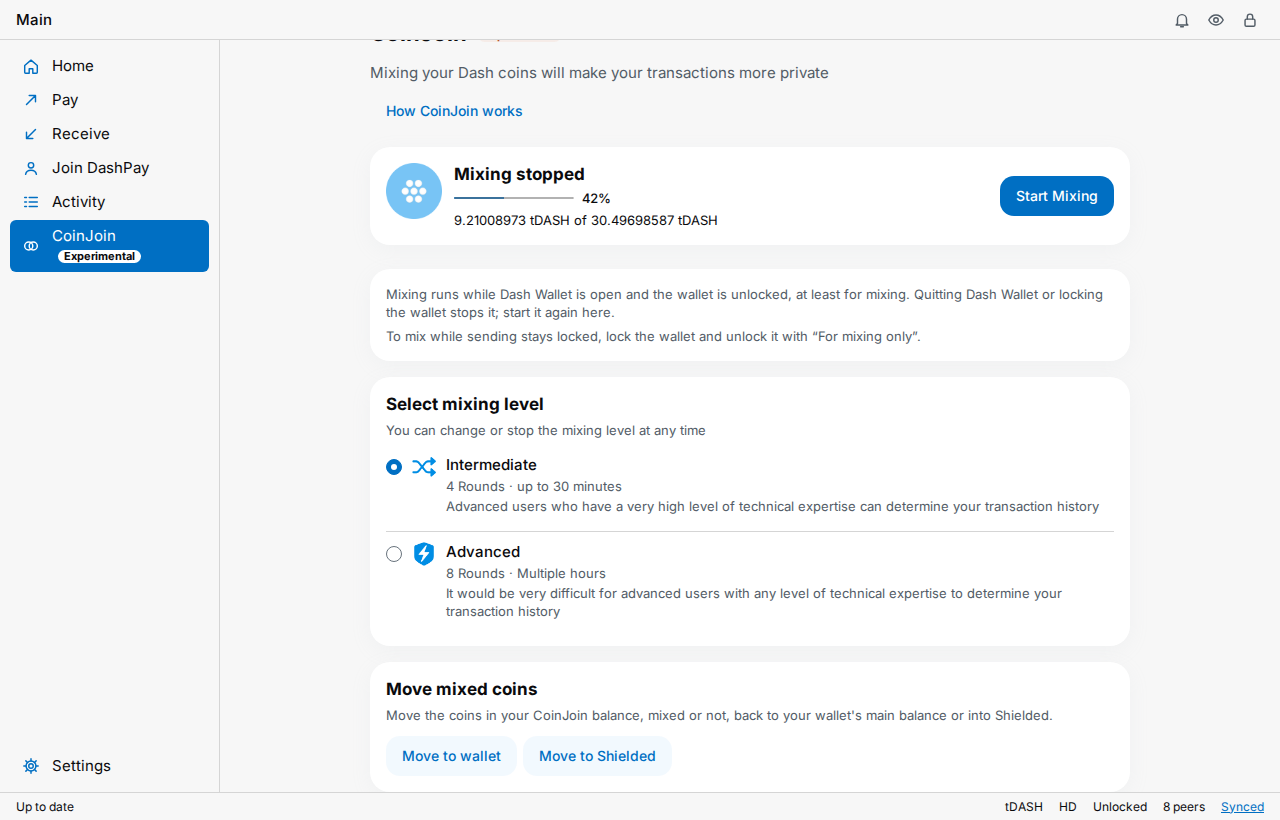 Main
Home
Pay
Receive
Join DashPay
Activity
CoinJoin
Experimental
Settings
Mixing your Dash coins will make your transactions more private
How CoinJoin works
Mixing stopped
42%
9.21008973 tDASH of 30.49698587 tDASH
Start Mixing
Mixing runs while Dash Wallet is open and the wallet is unlocked, at least for mixing. Quitting Dash Wallet or locking
the wallet stops it; start it again here.
To mix while sending stays locked, lock the wallet and unlock it with “For mixing only”.
Select mixing level
You can change or stop the mixing level at any time
Intermediate
4 Rounds · up to 30 minutes
Advanced users who have a very high level of technical expertise can determine your transaction history
Advanced
8 Rounds · Multiple hours
It would be very difficult for advanced users with any level of technical expertise to determine your
transaction history
Move mixed coins
Move the coins in your CoinJoin balance, mixed or not, back to your wallet's main balance or into Shielded.
Move to wallet
Move to Shielded
Up to date
tDASH
HD
Unlocked
8 peers
Synced